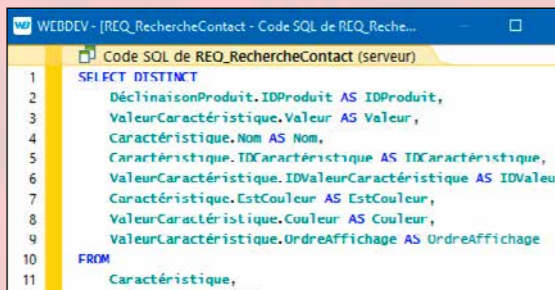 WEBDEV - [REQ_RechercheContact - Code SQL de REQ_Reche...
Code SQL de REQ_RechercheContact (serveur)
1 SELECT DISTINCT
2 DéclinaisonProduit.IDProduit AS IDProduit,
3 ValeurCaractéristique.Valeur AS Valeur,
4 Caractéristique.Nom AS Nom,
5 Caractéristique.IDCaractéristique AS IDCaractéristique,
6 ValeurCaractéristique.IDValeurCaractéristique AS IDValeu
7 Caractéristique.EstCouleur AS EstCouleur,
8 ValeurCaractéristique.Couleur AS Couleur,
9 ValeurCaractéristique.OrdreAffichage AS OrdreAffichage
10 FROM
11 Caractéristique,